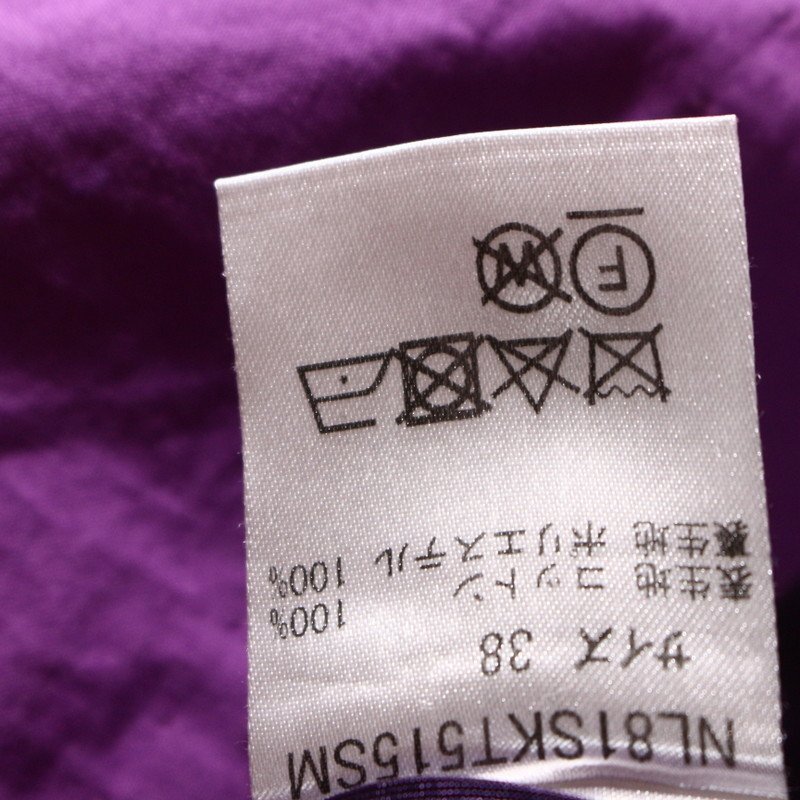 NL81SKT515SM
サイズ 38
表生地 コットン 100%
裏生地 ポリエステル 100%
F W